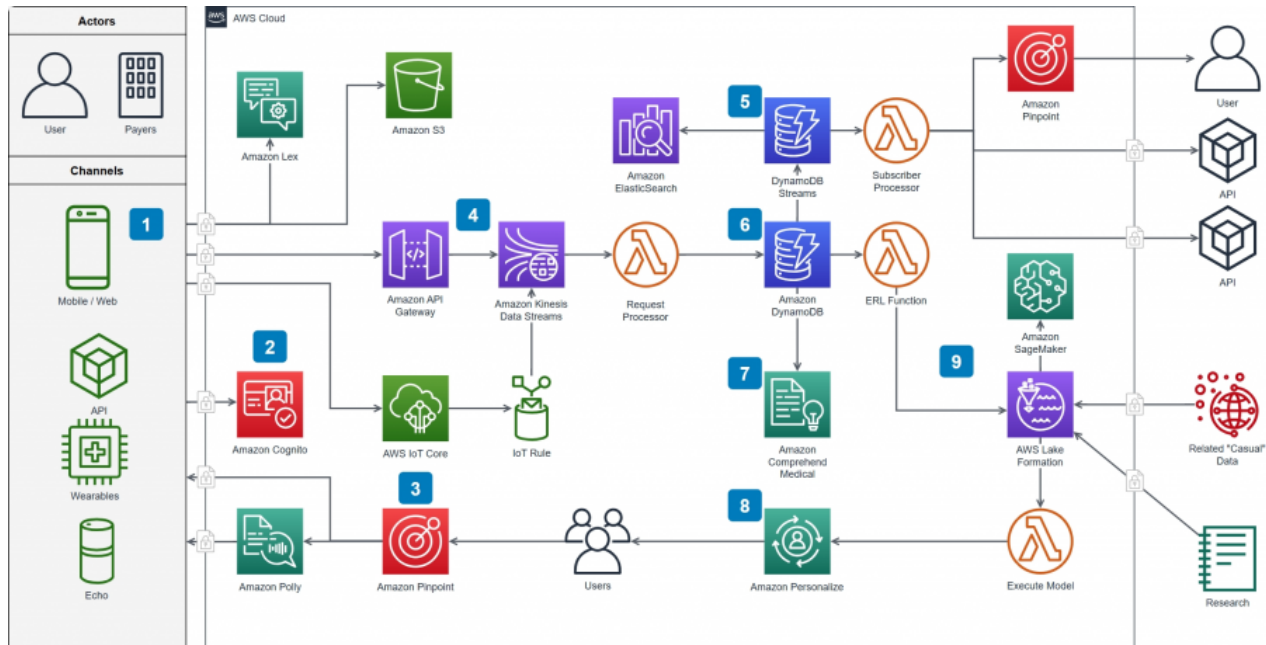 Actors
User
Payers
Channels
1
Mobile / Web
API
Wearables
Echo
aws
AWS Cloud
Amazon Lex
Amazon S3
2
Amazon Cognito
Amazon API
Gateway
4
Amazon Kinesis
Data Streams
AWS IoT Core
IoT Rule
3
Amazon Polly
Amazon Pinpoint
Users
Amazon
ElasticSearch
5
DynamoDB
Streams
Subscriber
Processor
Request
Processor
6
Amazon
DynamoDB
ERL Function
7
Amazon
Comprehend
Medical
8
Amazon Personalize
Amazon
Pinpoint
Amazon
SageMaker
9
AWS Lake
Formation
Execute Model
User
API
API
Related "Casual"
Data
Research